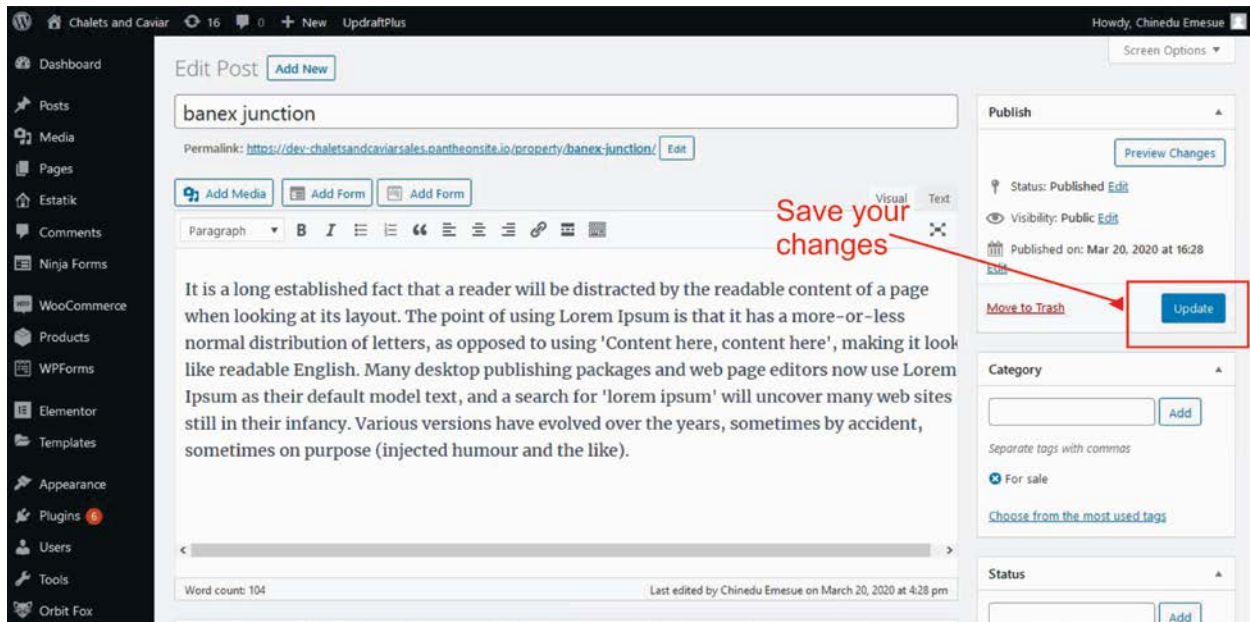 Chalets and Caviar 16 0 + New UpdraftPlus Howdy, Chinedu Emesue
Screen Options ▼
Dashboard
Posts
Media
Pages
Estatik
Comments
Ninja Forms
WooCommerce
Products
WPForms
Elementor
Templates
Appearance
Plugins 6
Users
Tools
Orbit Fox
Edit Post Add New
banex junction
Permalink: https://dev-chaletsandcaviarsales.pantheonsite.io/property/banex-junction/ Edit
Add Media Add Form Add Form
Visual Text
Paragraph ▼ B I
It is a long established fact that a reader will be distracted by the readable content of a page
when looking at its layout. The point of using Lorem Ipsum is that it has a more-or-less
normal distribution of letters, as opposed to using 'Content here, content here', making it look
like readable English. Many desktop publishing packages and web page editors now use Lorem
Ipsum as their default model text, and a search for 'lorem ipsum' will uncover many web sites
still in their infancy. Various versions have evolved over the years, sometimes by accident,
sometimes on purpose (injected humour and the like).
Word count: 104 Last edited by Chinedu Emesue on March 20, 2020 at 4:28 pm
Save your
changes
Publish
Preview Changes
Status: Published Edit
Visibility: Public Edit
Published on: Mar 20, 2020 at 16:28
Edit
Move to Trash Update
Category
Add
Separate tags with commas
For sale
Choose from the most used tags
Status
Add